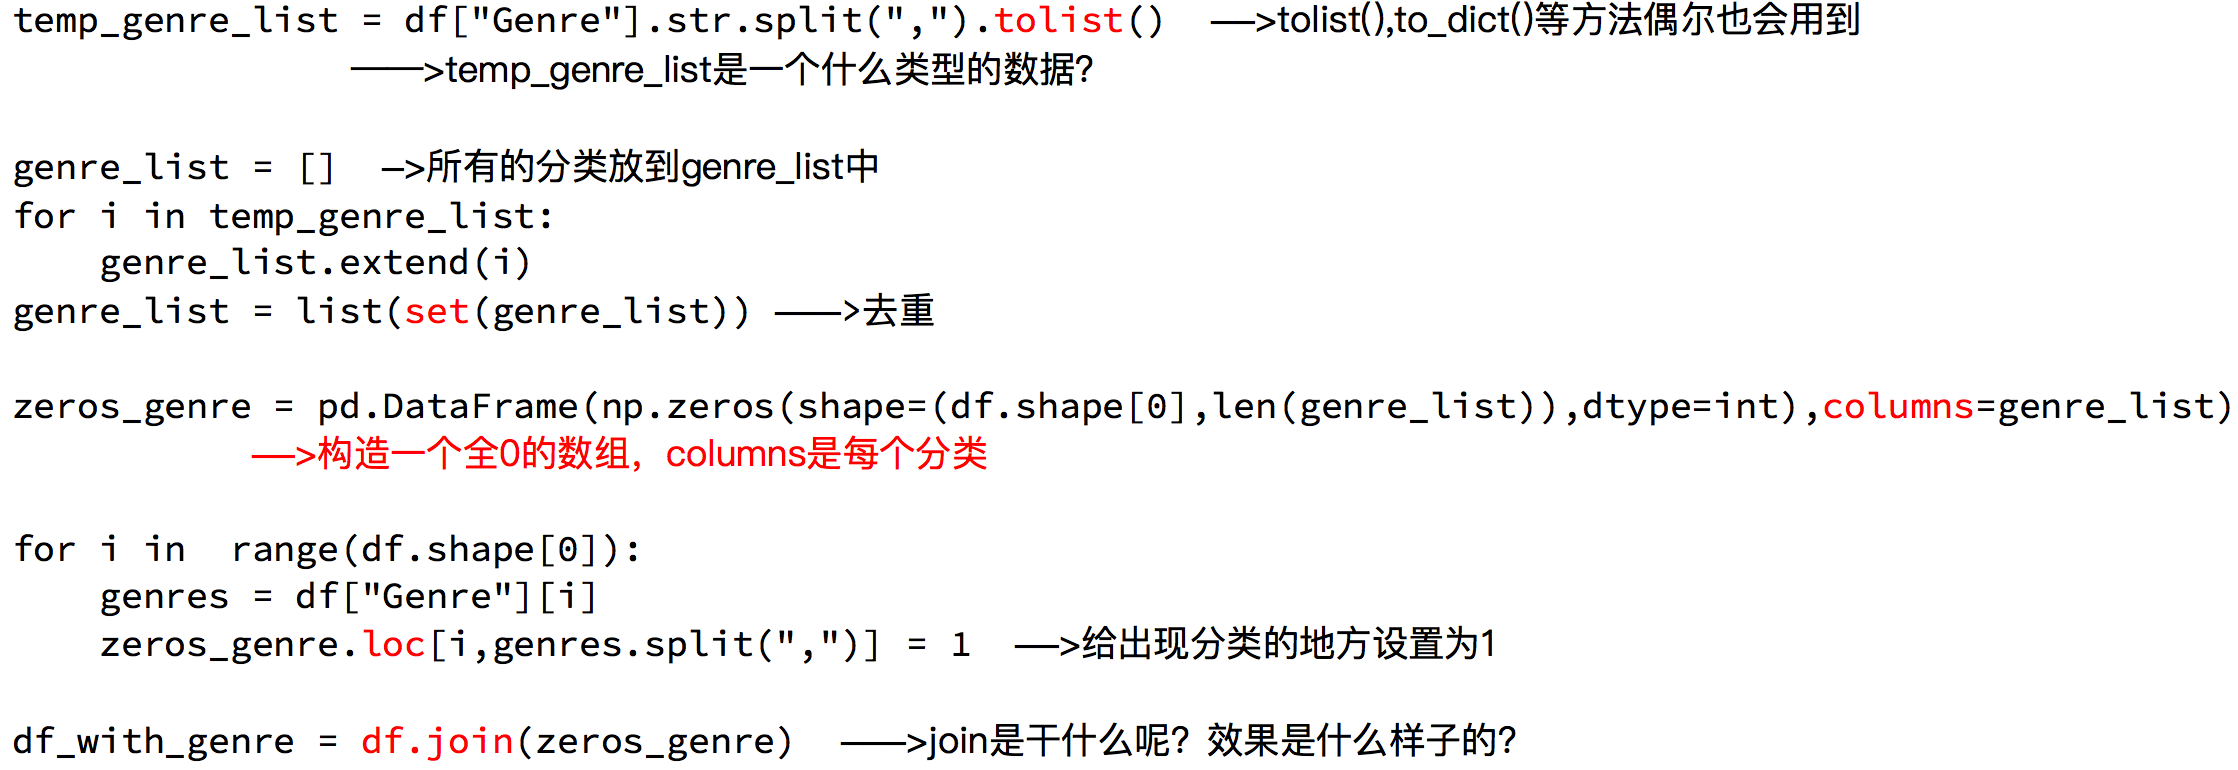 temp_genre_list = df["Genre"].str.split(",").tolist()  —>tolist(),to_dict()等方法偶尔也会用到
——>temp_genre_list是一个什么类型的数据?
genre_list = []  —>所有的分类放到genre_list中
for i in temp_genre_list:
    genre_list.extend(i)
genre_list = list(set(genre_list)) ——>去重
zeros_genre = pd.DataFrame(np.zeros(shape=(df.shape[0],len(genre_list)),dtype=int),columns=genre_list)
—>构造一个全0的数组，columns是每个分类
for i in  range(df.shape[0]):
    genres = df["Genre"][i]
    zeros_genre.loc[i,genres.split(",")] = 1  —>给出现分类的地方设置为1
df_with_genre = df.join(zeros_genre)  ——>join是干什么呢？效果是什么样子的?